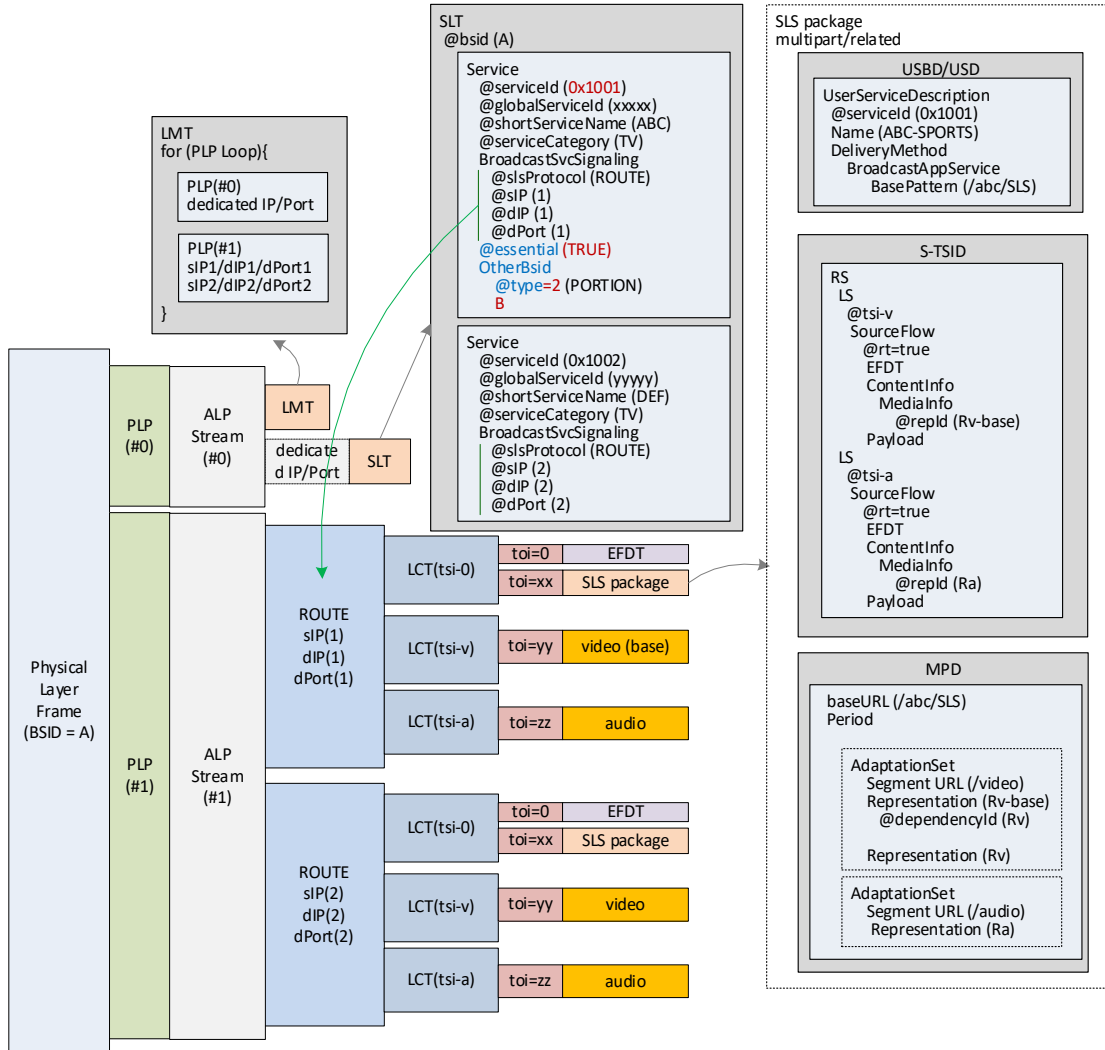 SLT
@bsid (A)
Service
@serviceId (0x1001)
@globalServiceId (xxxxx)
@shortServiceName (ABC)
@serviceCategory (TV)
BroadcastSvcSignaling
@slsProtocol (ROUTE)
@sIP (1)
@dIP (1)
@dPort (1)
@essential (TRUE)
OtherBsid
@type=2 (PORTION)
B
Service
@serviceId (0x1002)
@globalServiceId (yyyyy)
@shortServiceName (DEF)
@serviceCategory (TV)
BroadcastSvcSignaling
@slsProtocol (ROUTE)
@sIP (2)
@dIP (2)
@dPort (2)
LMT
for (PLP Loop){
PLP(#0)
dedicated IP/Port
PLP(#1)
sIP1/dIP1/dPort1
sIP2/dIP2/dPort2
}
Physical
Layer
Frame
(BSID = A)
PLP
(#0)
ALP
Stream
(#0)
LMT
dedicate
d IP/Port
SLT
PLP
(#1)
ALP
Stream
(#1)
ROUTE
sIP(1)
dIP(1)
dPort(1)
LCT(tsi-0)
toi=0
EFDT
toi=xx
SLS package
LCT(tsi-v)
toi=yy
video (base)
LCT(tsi-a)
toi=zz
audio
ROUTE
sIP(2)
dIP(2)
dPort(2)
LCT(tsi-0)
toi=0
EFDT
toi=xx
SLS package
LCT(tsi-v)
toi=yy
video
LCT(tsi-a)
toi=zz
audio
SLS package
multipart/related
USBD/USD
UserServiceDescription
@serviceId (0x1001)
Name (ABC-SPORTS)
DeliveryMethod
BroadcastAppService
BasePattern (/abc/SLS)
S-TSID
RS
LS
@tsi-v
SourceFlow
@rt=true
EFDT
ContentInfo
MediaInfo
@repId (Rv-base)
Payload
LS
@tsi-a
SourceFlow
@rt=true
EFDT
ContentInfo
MediaInfo
@repId (Ra)
Payload
MPD
baseURL (/abc/SLS)
Period
AdaptationSet
Segment URL (/video)
Representation (Rv-base)
@dependencyId (Rv)
Representation (Rv)
AdaptationSet
Segment URL (/audio)
Representation (Ra)